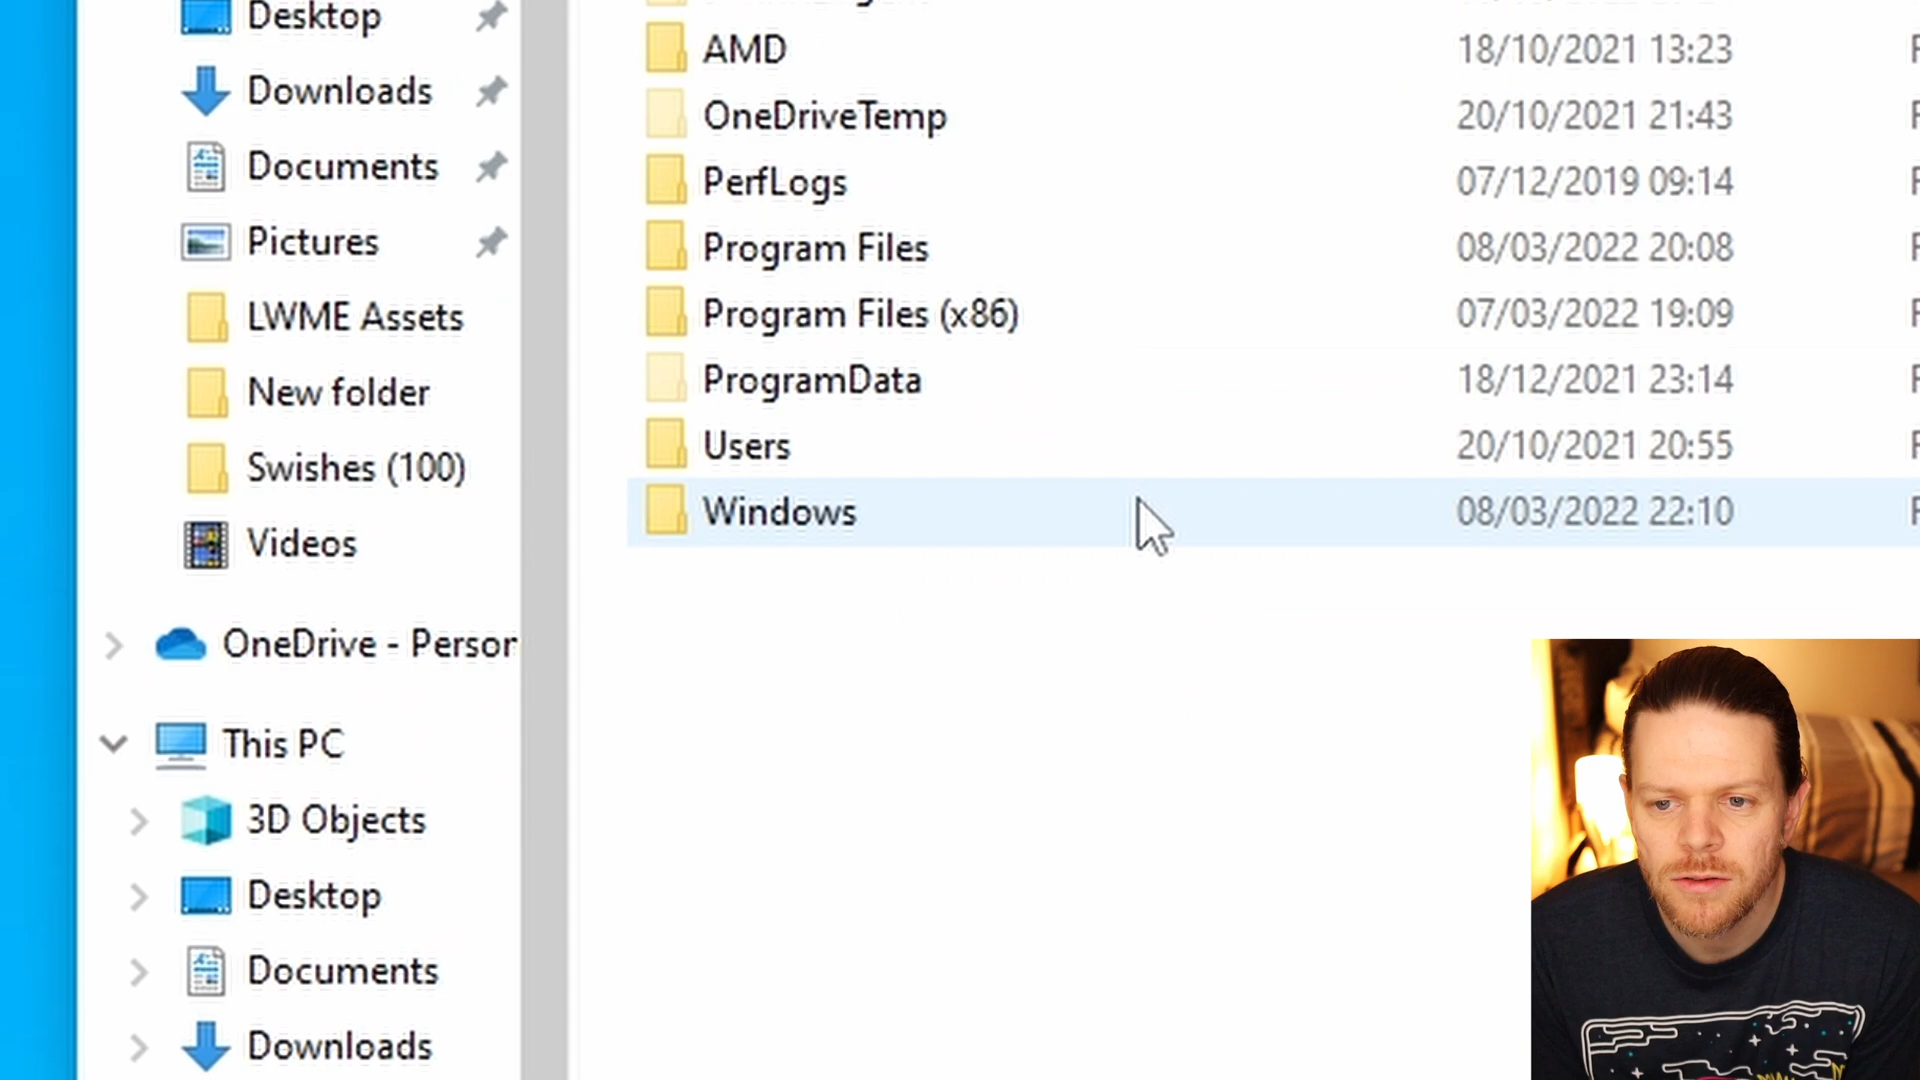 Desktop
Downloads
Documents
Pictures
LWME Assets
New folder
Swishes (100)
Videos
OneDrive - Person
This PC
3D Objects
Desktop
Documents
Downloads
AMD 18/10/2021 13:23
OneDriveTemp 20/10/2021 21:43
PerfLogs 07/12/2019 09:14
Program Files 08/03/2022 20:08
Program Files (x86) 07/03/2022 19:09
ProgramData 18/12/2021 23:14
Users 20/10/2021 20:55
Windows 08/03/2022 22:10